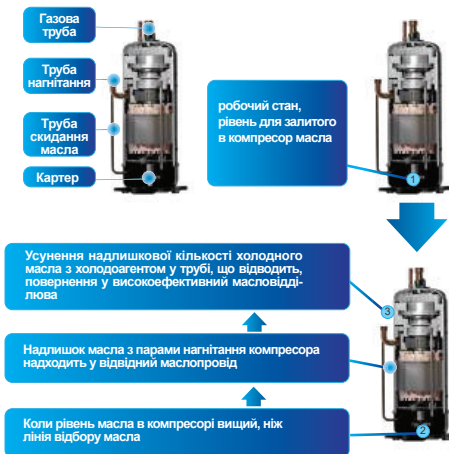 Газова
труба
Труба
нагнітання
Труба
скидання
масла
Картер
робочий стан,
рівень для залитого
в компресор масла
1
Усунення надлишкової кількості холодного
масла з холодоагентом у трубі, що відводить,
повернення у високоефективний масловідді-
люва
3
Надлишок масла з парами нагнітання компресора
надходить у відвідний маслопровід
Коли рівень масла в компресорі вищий, ніж
лінія відбору масла
2